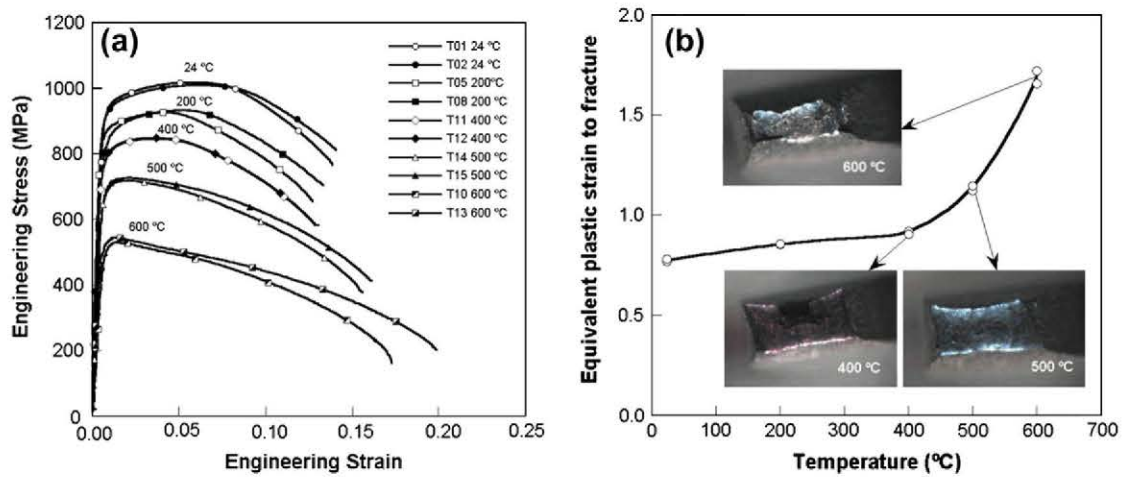 (a)
1200
1000
800
600
400
200
0
0.00 0.05 0.10 0.15 0.20 0.25
Engineering Stress (MPa)
Engineering Strain
24 ºC
200 ºC
400 ºC
500 ºC
600 ºC
T01 24 ºC
T02 24 ºC
T05 200ºC
T08 200 ºC
T11 400 ºC
T12 400 ºC
T14 500 ºC
T15 500 ºC
T10 600 ºC
T13 600 ºC
(b)
2.0
1.5
1.0
0.5
0.0
0 100 200 300 400 500 600 700
Equivalent plastic strain to fracture
Temperature (ºC)
600 ºC
400 ºC
500 ºC